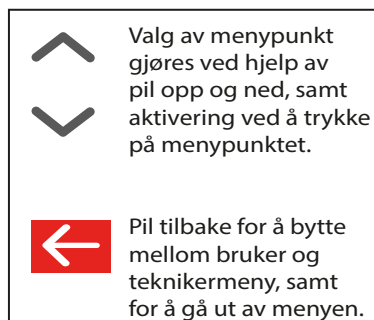 Valg av menypunkt
gjøres ved hjelp av
pil opp og ned, samt
aktivering ved å trykke
på menypunktet.
Pil tilbake for å bytte
mellom bruker og
teknikermeny, samt
for å gå ut av menyen.